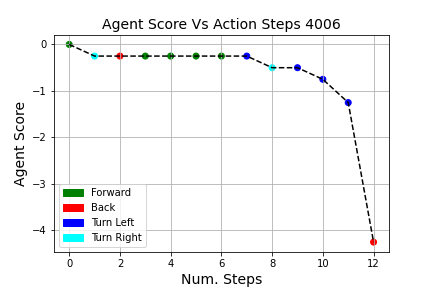 Agent Score Vs Action Steps 4006
Agent Score
0
−1
−2
−3
−4
Forward
Back
Turn Left
Turn Right
0 2 4 6 8 10 12
Num. Steps